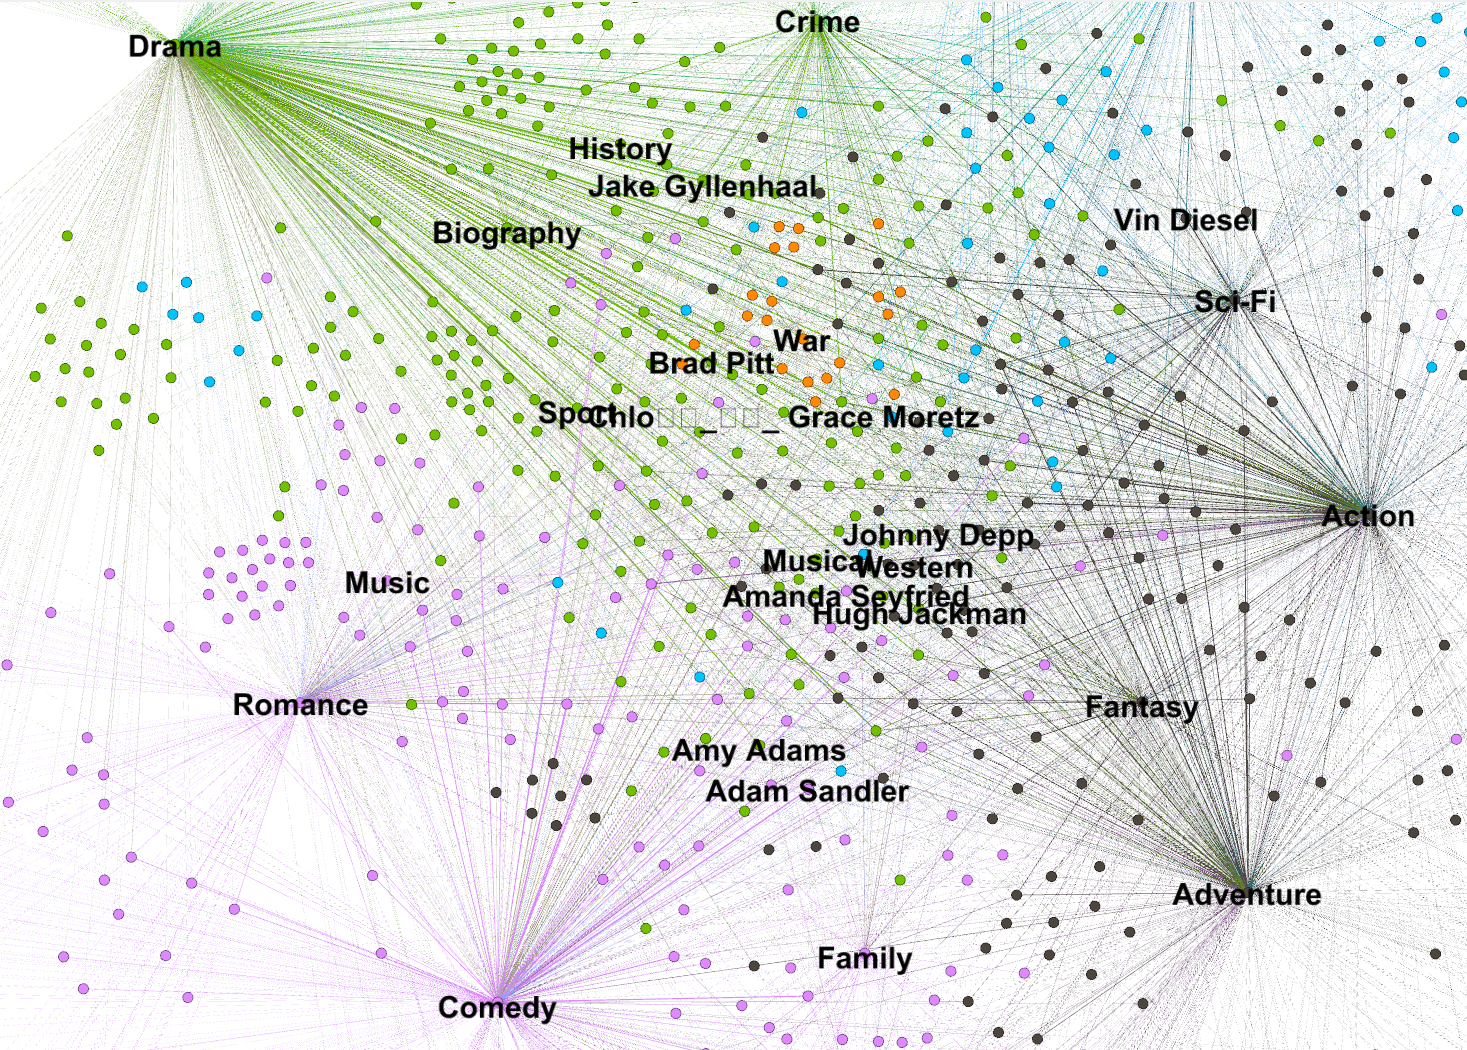 Crime
Drama
History
Jake Gyllenhaal
Vin Diesel
Biography
Sci-Fi
War
Brad Pitt
Sport
Chlo□□_□□_ Grace Moretz
Action
Johnny Depp
Musical
Western
Music
Amanda Seyfried
Hugh Jackman
Romance
Fantasy
Amy Adams
Adam Sandler
Adventure
Family
Comedy